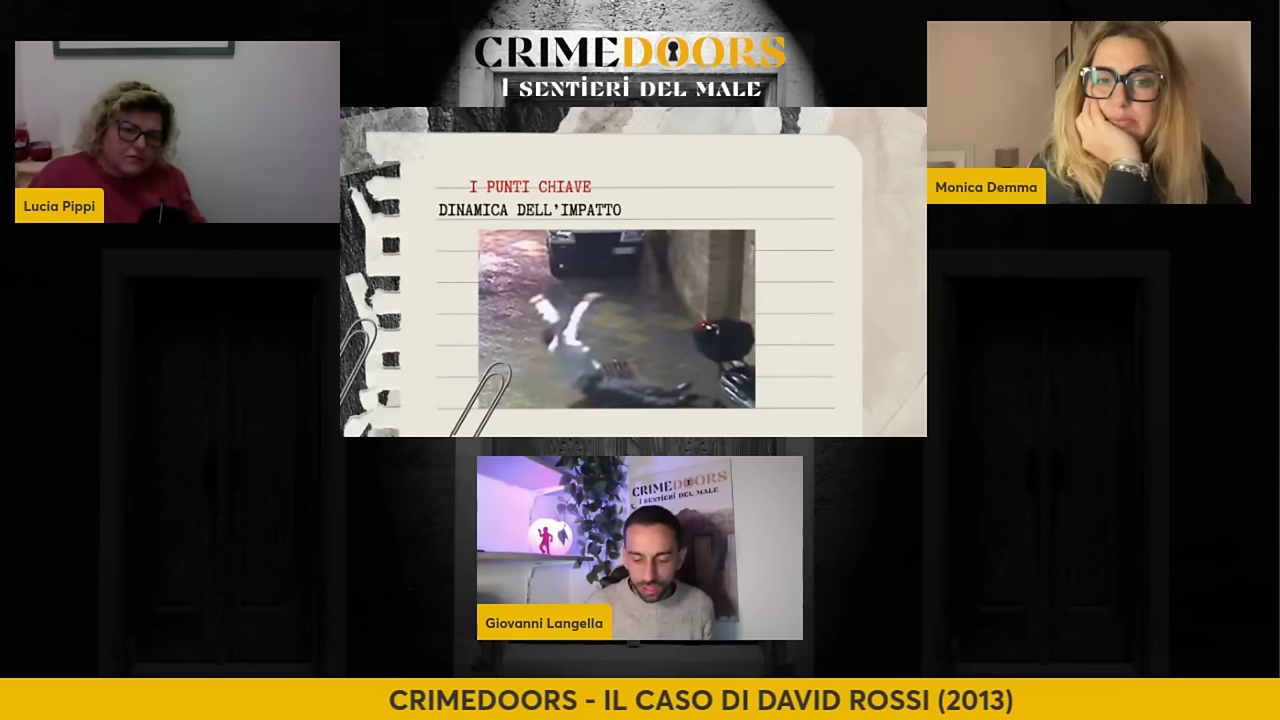 CRIMEDOORS
I SENTIERI DEL MALE
Lucia Pippi
Monica Demma
I PUNTI CHIAVE
DINAMICA DELL'IMPATTO
CRIMEDOORS
I SENTIERI DEL MALE
Giovanni Langella
CRIMEDOORS - IL CASO DI DAVID ROSSI (2013)